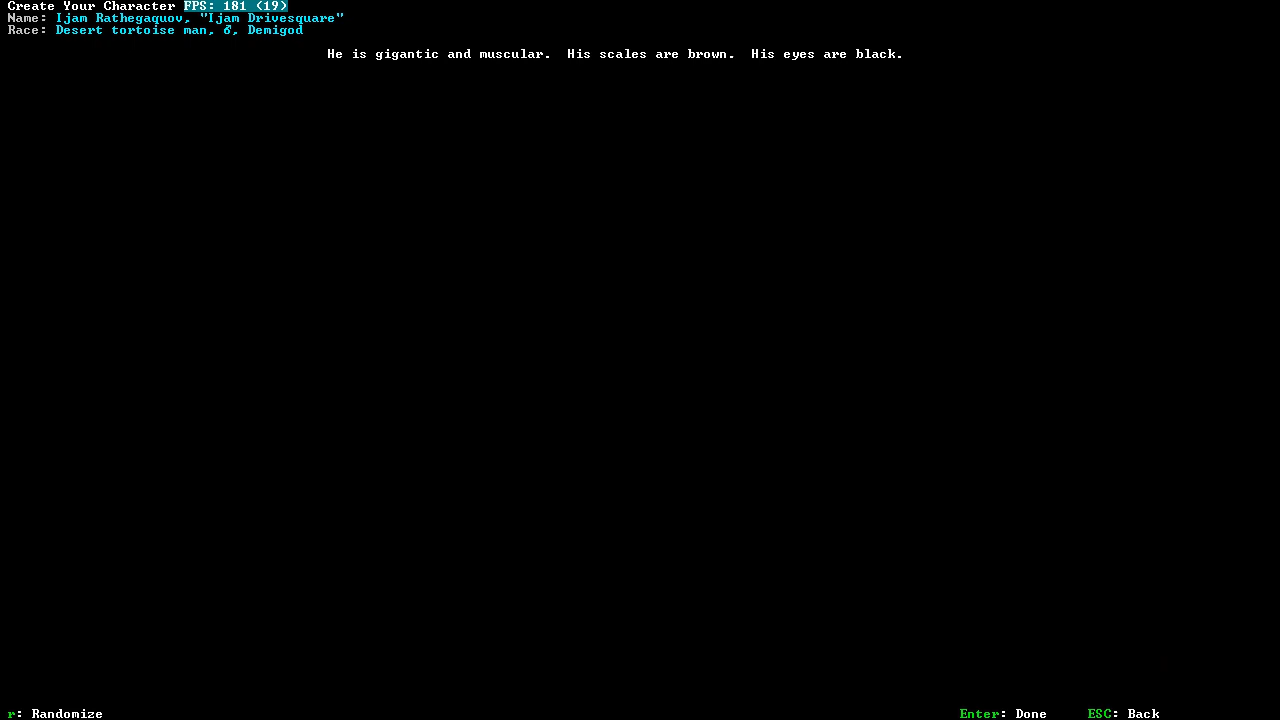 Create Your Character FPS: 181 (19)
Name: Ijam Rathegaquov, "Ijam Drivesquare"
Race: Desert tortoise man, ♂, Demigod
He is gigantic and muscular.  His scales are brown.  His eyes are black.
r: Randomize Enter: Done ESC: Back